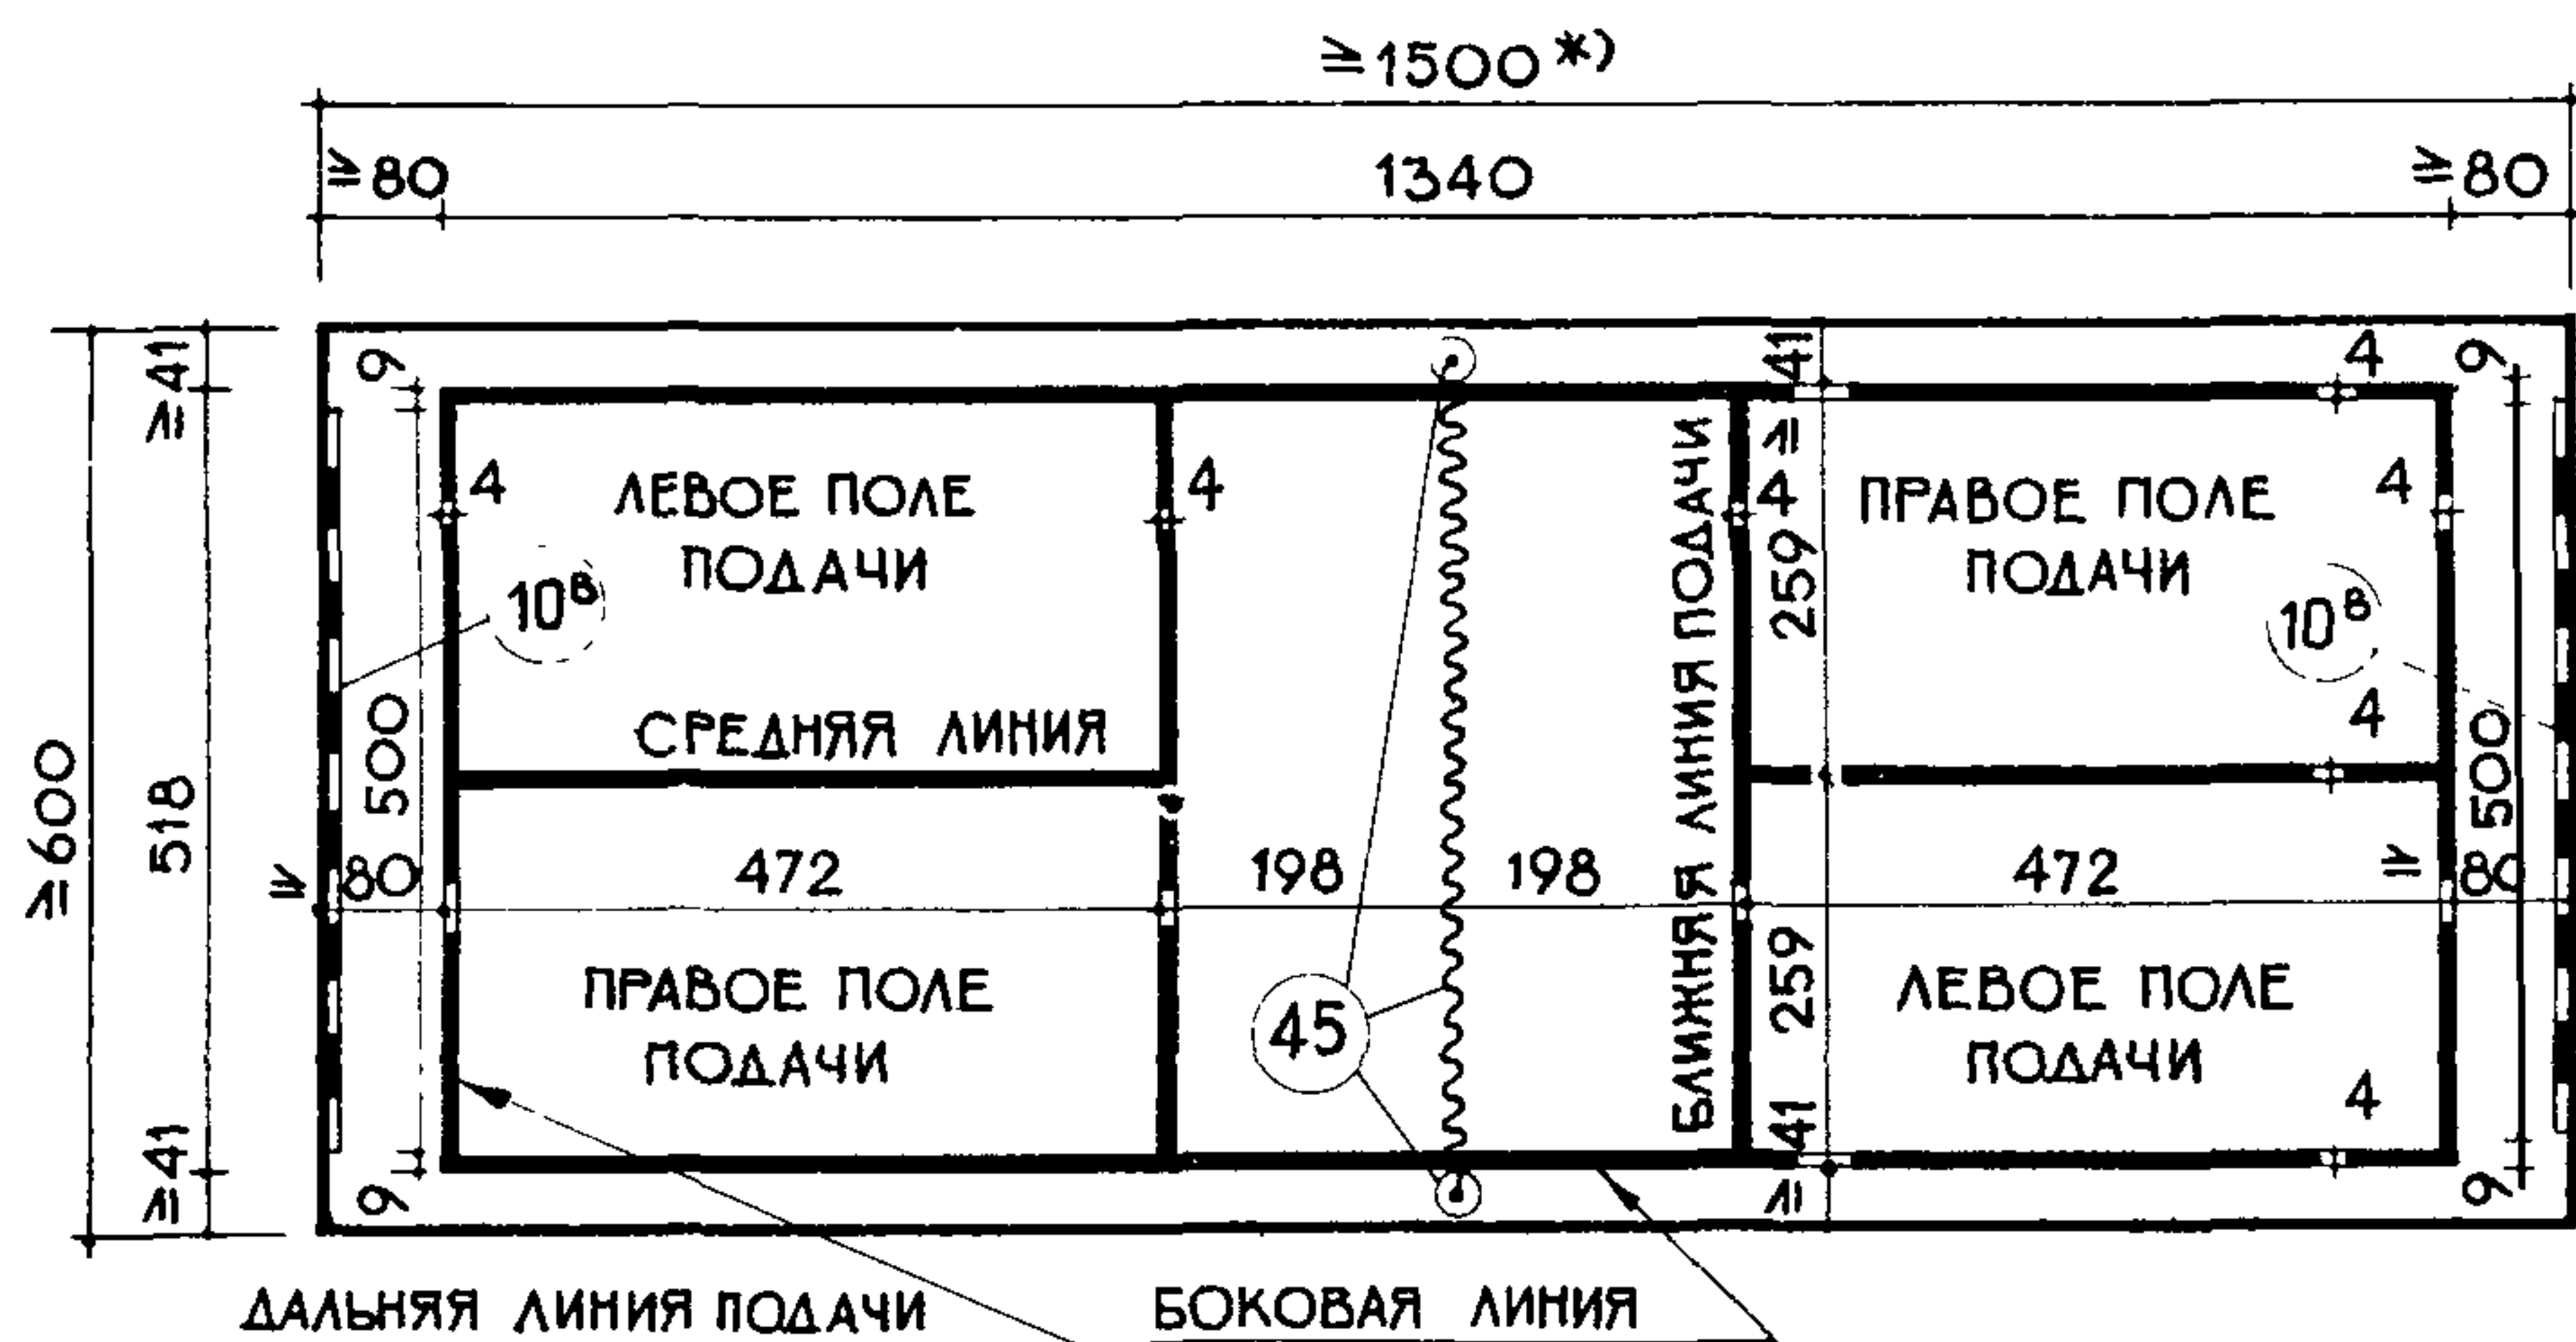 ≥1500*)
≥80 1340 ≥80
≥600
518
≥41
≥41
9
500
9
4
ЛЕВОЕ ПОЛЕ
ПОДАЧИ
10в
СРЕДНЯЯ ЛИНИЯ
4
≥80 472 198 198 472 ≥80
ПРАВОЕ ПОЛЕ
ПОДАЧИ
45
БЛИЖНЯЯ ЛИНИЯ ПОДАЧИ
≥41
4
259
259
≥41
4
ПРАВОЕ ПОЛЕ
ПОДАЧИ
4
10в
4
ЛЕВОЕ ПОЛЕ
ПОДАЧИ
4
9
500
9
ДАЛЬНЯЯ ЛИНИЯ ПОДАЧИ
БОКОВАЯ ЛИНИЯ